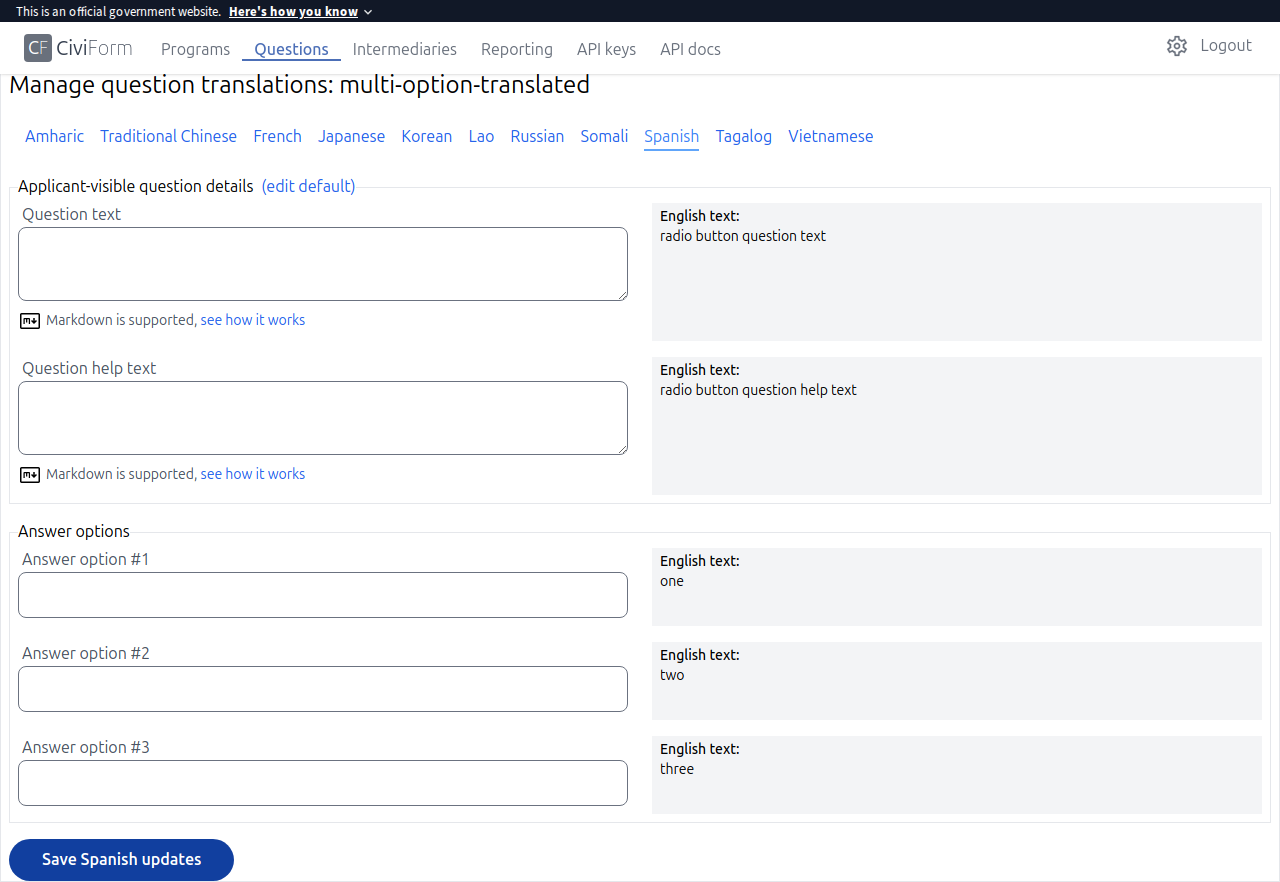 This is an official government website. Here's how you know
CF CiviForm Programs Questions Intermediaries Reporting API keys API docs Logout
Manage question translations: multi-option-translated
Amharic Traditional Chinese French Japanese Korean Lao Russian Somali Spanish Tagalog Vietnamese
Applicant-visible question details (edit default)
Question text
English text:
radio button question text
Markdown is supported, see how it works
Question help text
English text:
radio button question help text
Markdown is supported, see how it works
Answer options
Answer option #1
English text:
one
Answer option #2
English text:
two
Answer option #3
English text:
three
Save Spanish updates